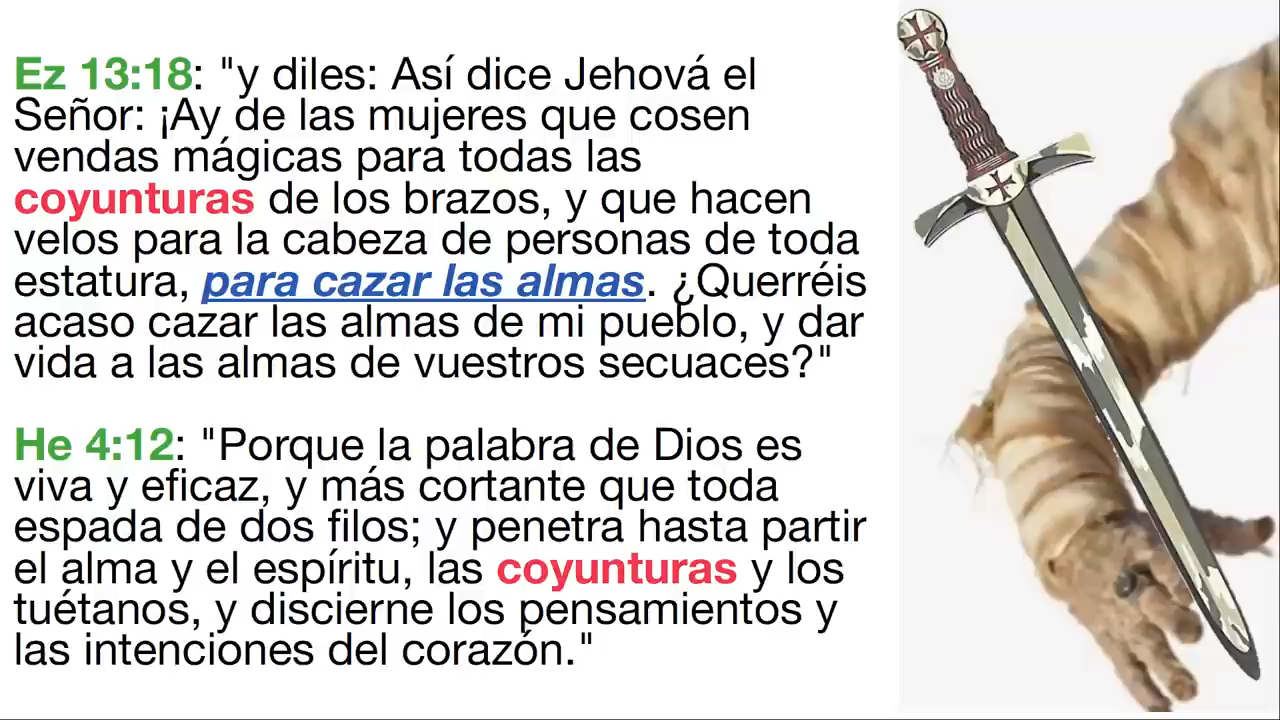 Ez 13:18: "y diles: Así dice Jehová el
Señor: ¡Ay de las mujeres que cosen
vendas mágicas para todas las
coyunturas de los brazos, y que hacen
velos para la cabeza de personas de toda
estatura, para cazar las almas. ¿Querréis
acaso cazar las almas de mi pueblo, y dar
vida a las almas de vuestros secuaces?"
He 4:12: "Porque la palabra de Dios es
viva y eficaz, y más cortante que toda
espada de dos filos; y penetra hasta partir
el alma y el espíritu, las coyunturas y los
tuétanos, y discierne los pensamientos y
las intenciones del corazón."